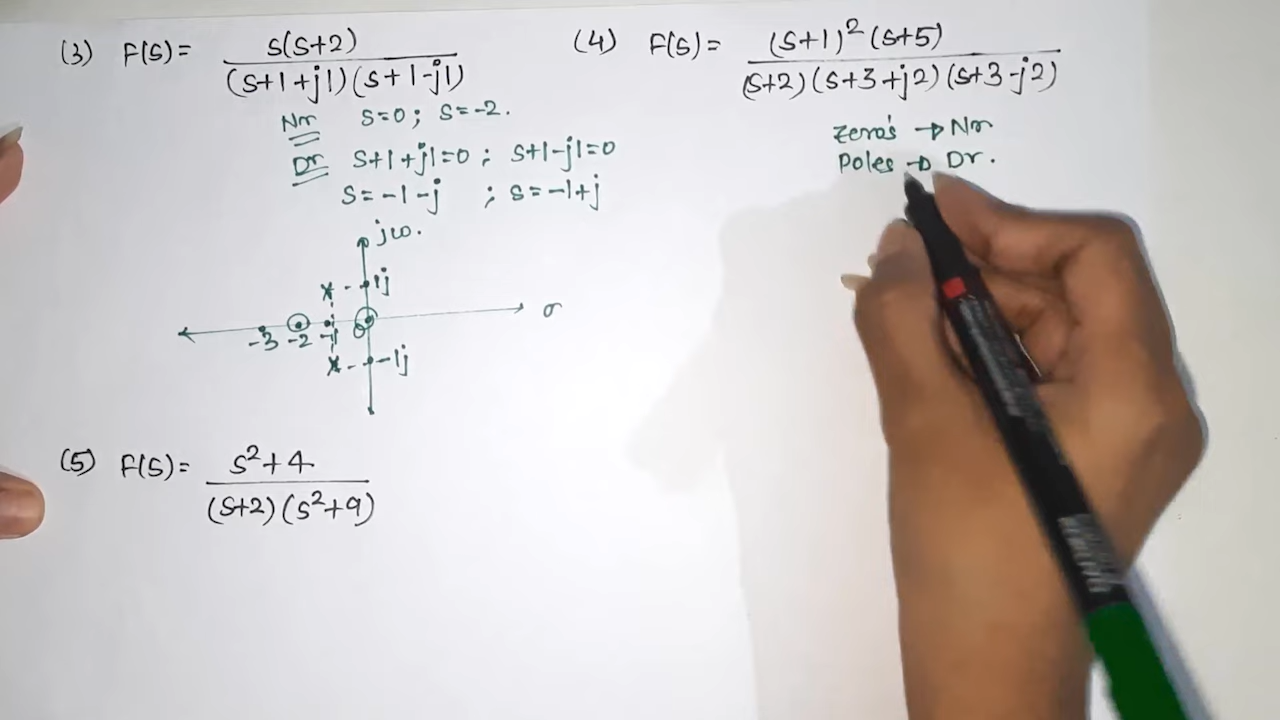 (3) F(s)= s(s+2)
(s+1+j1)(s+1-j1)
Nr s=0; s=-2.
Dr s+1+j1=0; s+1-j1=0
s=-1-j ; s=-1+j
jω.
1j
σ
-3 -2 -1 0
-1j
(4) F(s)= (s+1)²(s+5)
(s+2)(s+3+j2)(s+3-j2)
Zero's → Nr
Poles → Dr.
(5) F(s)= s²+4
(s+2)(s²+9)